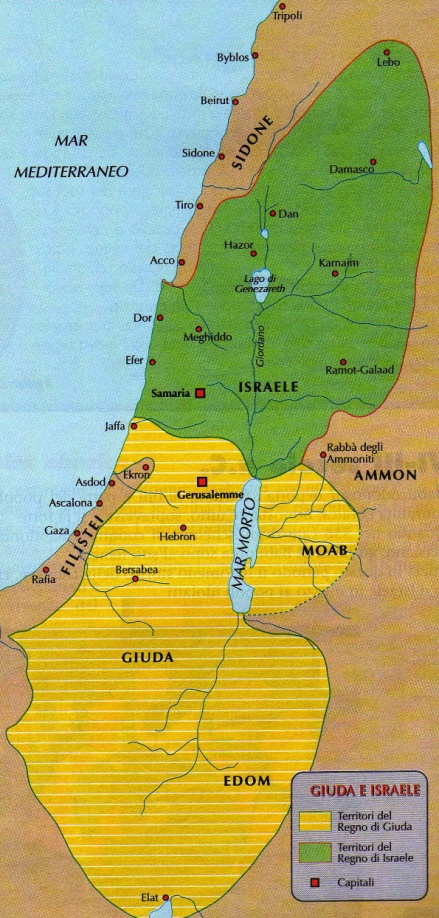 Tripoli
Byblos
Lebo
Beirut
MAR
MEDITERRANEO
SIDONE
Sidone
Damasco
Tiro
Dan
Hazor
Acco
Karnaim
Lago di
Genezareth
Dor
Meghiddo
Giordano
Efer
Ramot-Galaad
Samaria
ISRAELE
Jaffa
Rabbà degli
Ammoniti
Ekron
AMMON
Asdod
Gerusalemme
Ascalona
Gaza
FILISTEI
Hebron
MAR MORTO
MOAB
Rafia
Bersabea
GIUDA
EDOM
GIUDA E ISRAELE
Territori del
Regno di Giuda
Territori del
Regno di Israele
Capitali
Elat